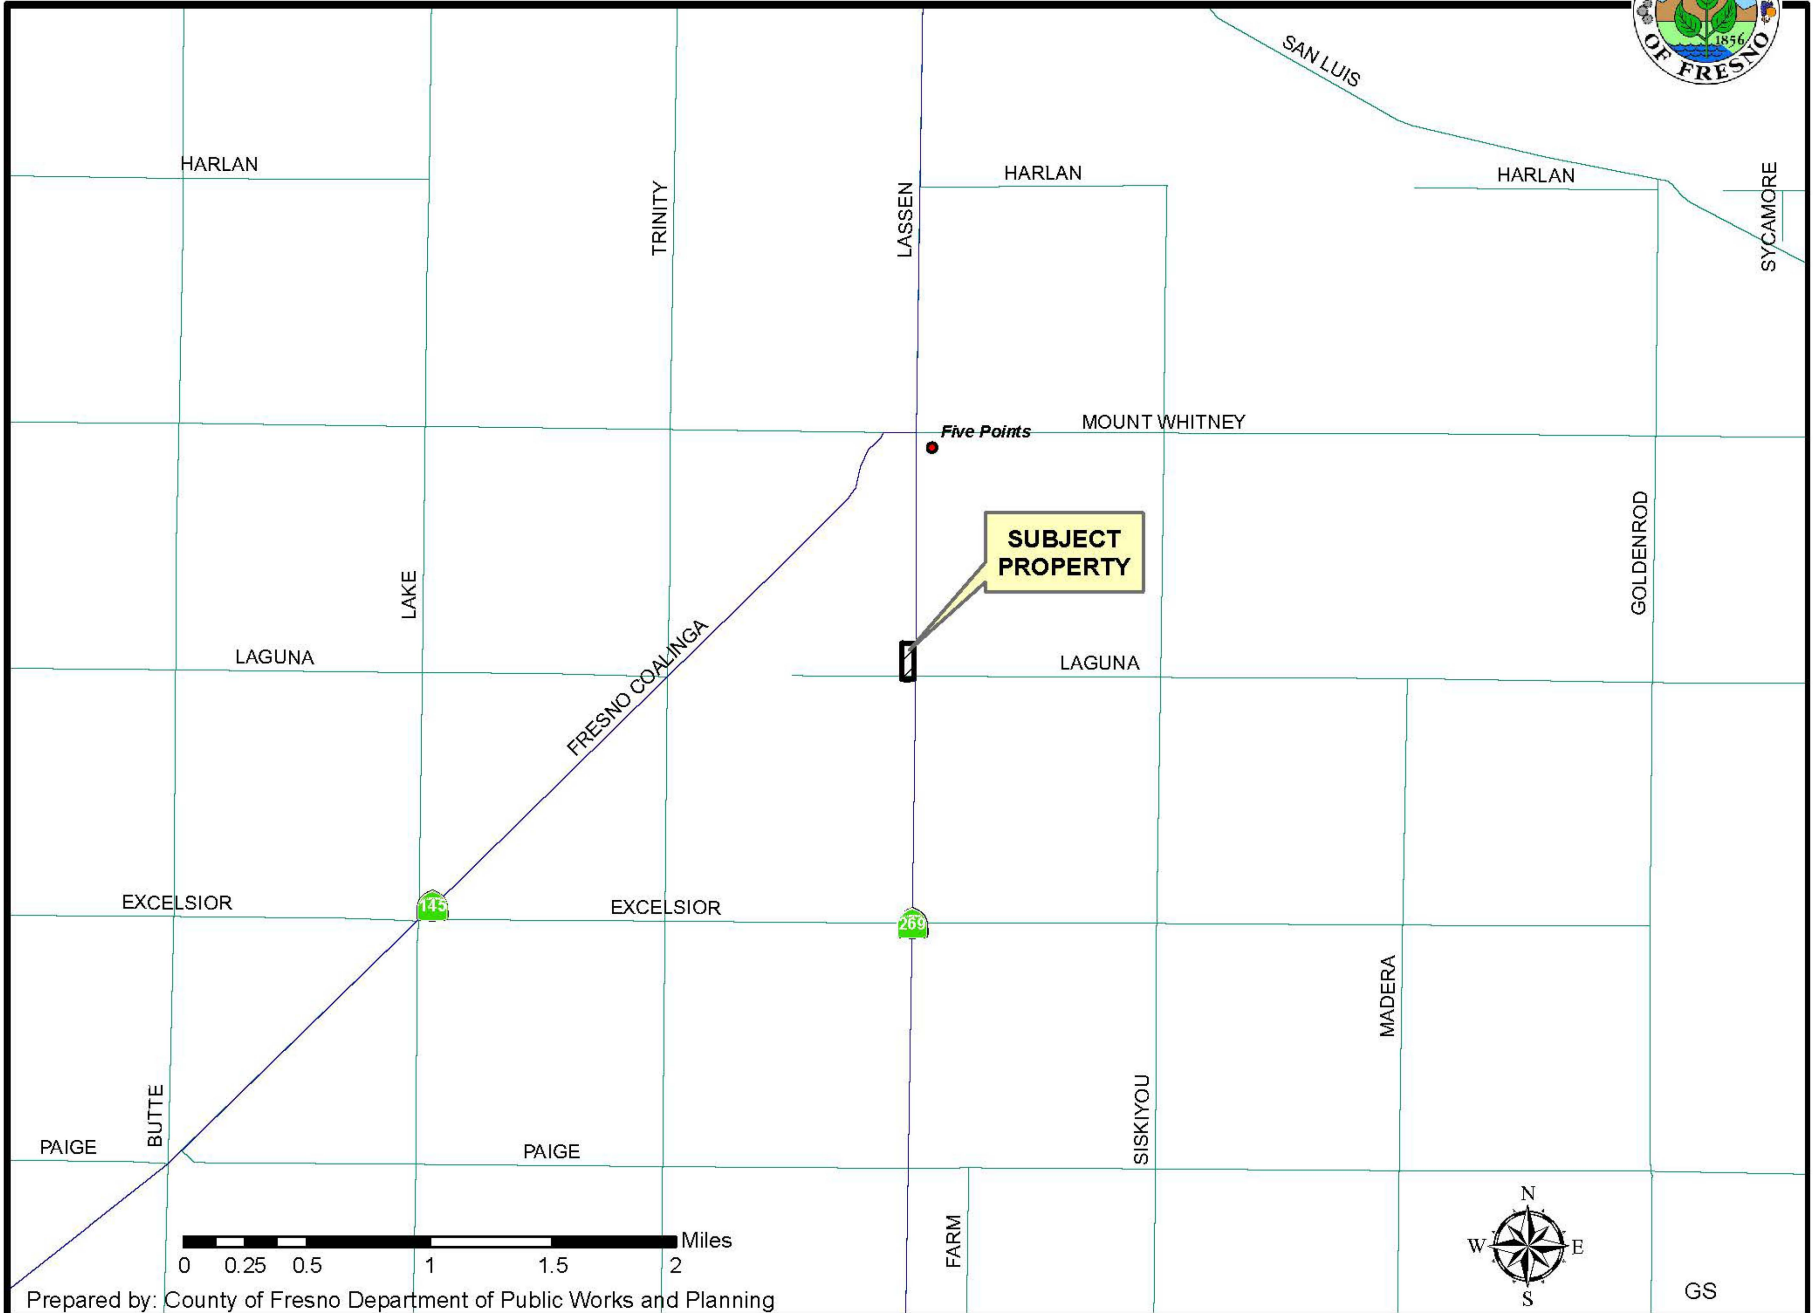 1856
OF FRESNO
SAN LUIS
HARLAN
HARLAN
HARLAN
SYCAMORE
TRINITY
LASSEN
MOUNT WHITNEY
Five Points
SUBJECT
PROPERTY
GOLDENROD
LAKE
FRESNO COALINGA
LAGUNA
LAGUNA
EXCELSIOR
145
EXCELSIOR
269
MADERA
SISKIYOU
BUTTE
PAIGE
PAIGE
FARM
N
W
E
S
Miles
0 0.25 0.5 1 1.5 2
GS
Prepared by: County of Fresno Department of Public Works and Planning